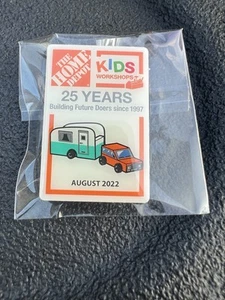 THE HOME DEPOT
KIDS
WORKSHOPS
25 YEARS
Building Future Doers since 1997
AUGUST 2022